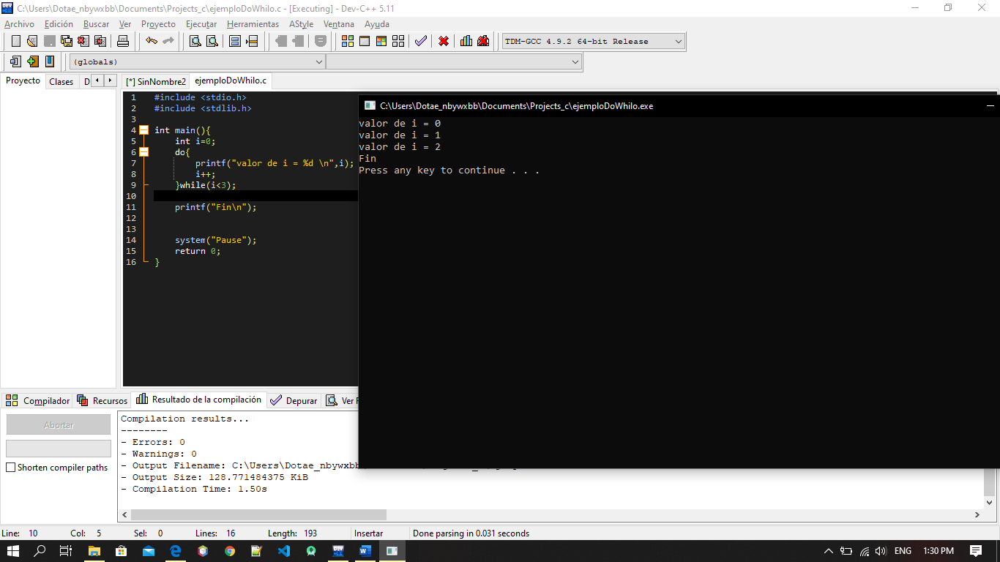 C:\Users\Dotae_nbywxbb\Documents\Projects_c\ejemploDoWhilo.c - [Executing] - Dev-C++ 5.11
Archivo Edición Buscar Ver Proyecto Ejecutar Herramientas AStyle Ventana Ayuda
TDM-GCC 4.9.2 64-bit Release
(globals)
Proyecto Clases D
[*] SinNombre2 ejemploDoWhilo.c
1 #include <stdio.h>
2 #include <stdlib.h>
3
4 int main(){
5 int i=0;
6 do{
7 printf("valor de i = %d \n",i);
8 i++;
9 }while(i<3);
10
11 printf("Fin\n");
12
13
14 system("Pause");
15 return 0;
16 }
C:\Users\Dotae_nbywxbb\Documents\Projects_c\ejemploDoWhilo.exe
valor de i = 0
valor de i = 1
valor de i = 2
Fin
Press any key to continue . . .
Compilador Recursos Resultado de la compilación Depurar Ver
Abortar
Shorten compiler paths
Compilation results...
--------
- Errors: 0
- Warnings: 0
- Output Filename: C:\Users\Dotae_nbywxbb
- Output Size: 128.771484375 KiB
- Compilation Time: 1.50s
Line: 10 Col: 5 Sel: 0 Lines: 16 Length: 193 Insertar Done parsing in 0.031 seconds
ENG 1:30 PM